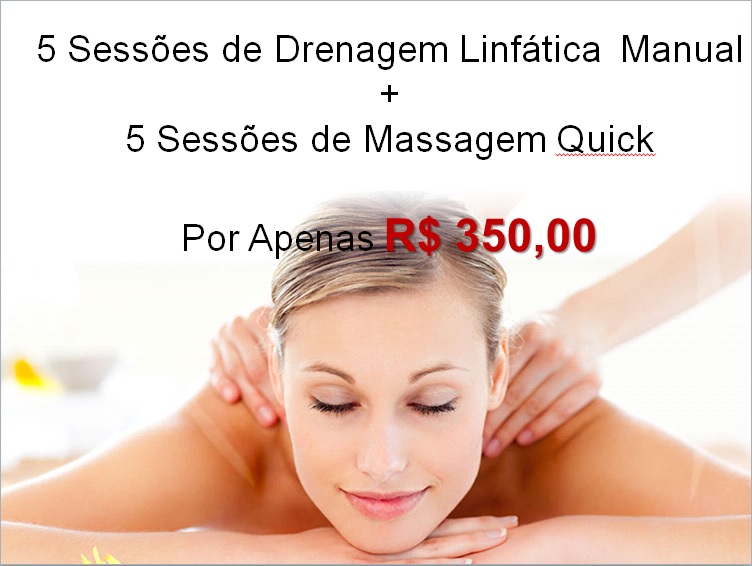 5 Sessões de Drenagem Linfática  Manual
+
5 Sessões de Massagem Quick
Por Apenas R$ 350,00